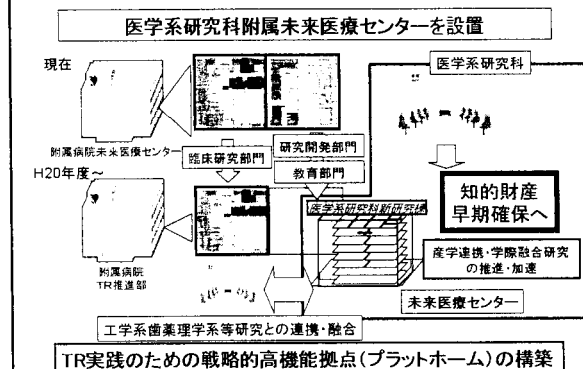 医学系研究科附属未来医療センターを設置
現在
医学系研究科
附属病院未来医療センター
臨床研究部門
研究開発部門
教育部門
H20年度～
医学系研究科新研究棟
知的財産
早期確保へ
附属病院
TR推進部
産学連携・学際融合研究
の推進・加速
未来医療センター
工学系歯薬理学系等研究との連携・融合
TR実践のための戦略的高機能拠点（プラットホーム）の構築